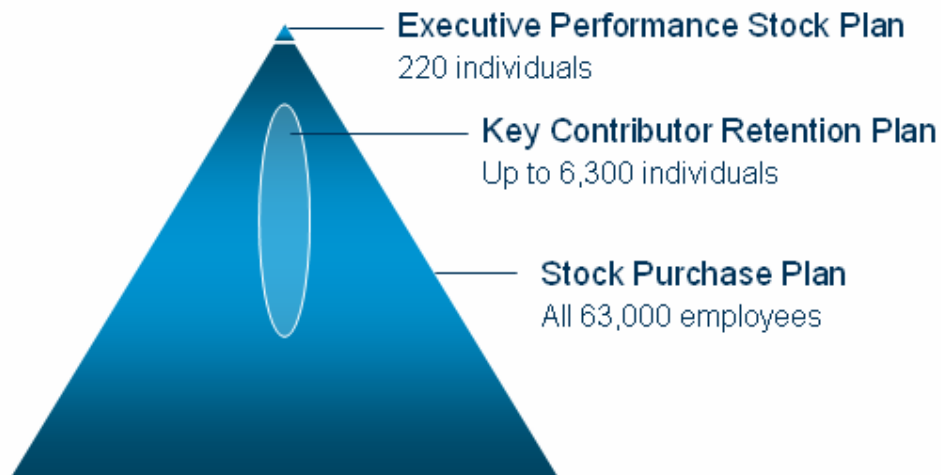 Executive Performance Stock Plan
220 individuals
Key Contributor Retention Plan
Up to 6,300 individuals
Stock Purchase Plan
All 63,000 employees